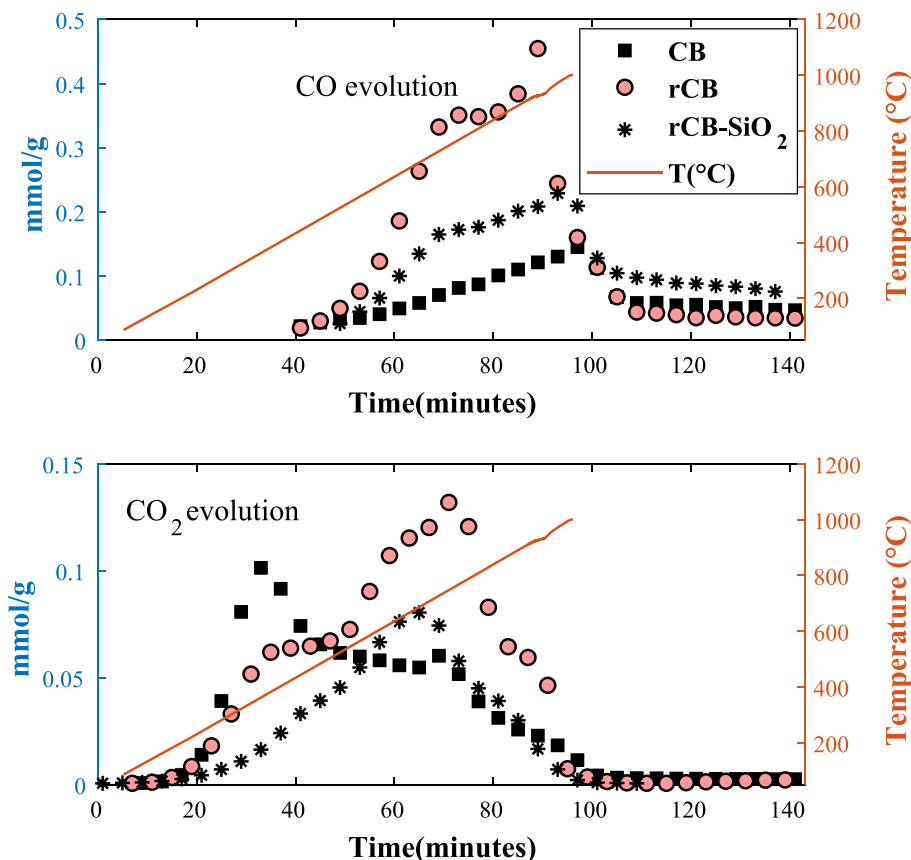 0.5
0.4
0.3
0.2
0.1
0
mmol/g
CO evolution
CB
rCB
rCB-SiO2
T(°C)
1200
1000
800
600
400
200
Temperature (°C)
0 20 40 60 80 100 120 140
Time(minutes)
0.15
0.1
0.05
0
mmol/g
CO2 evolution
1200
1000
800
600
400
200
Temperature (°C)
0 20 40 60 80 100 120 140
Time(minutes)